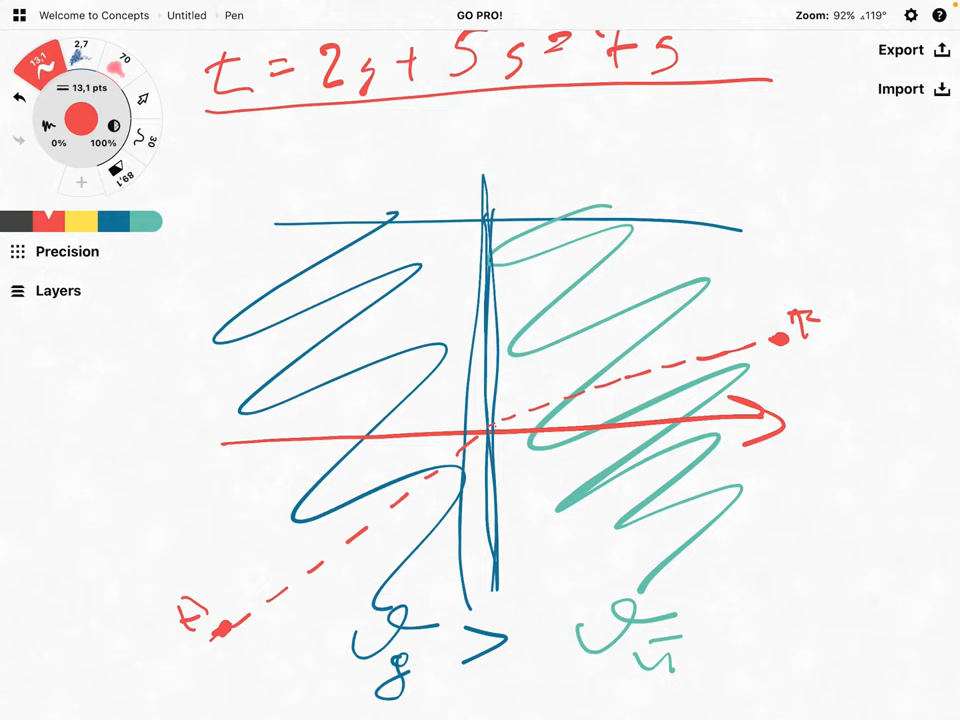 Welcome to Concepts › Untitled › Pen
GO PRO!
Zoom: 92% ⊿119°
Export
Import
2,7
70
13,1
13,1 pts
30
0% 100%
89,1
Precision
Layers
t = 2s + 5s² + s
>